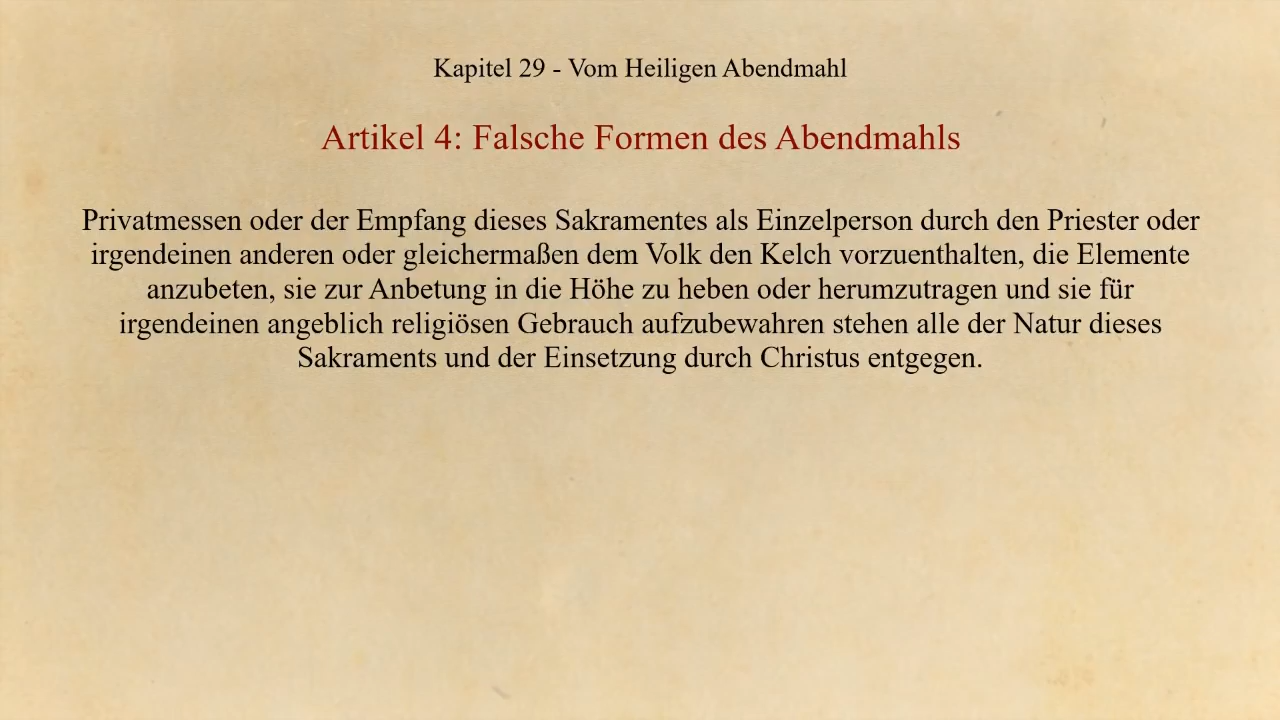 Kapitel 29 - Vom Heiligen Abendmahl
Artikel 4: Falsche Formen des Abendmahls
Privatmessen oder der Empfang dieses Sakramentes als Einzelperson durch den Priester oder
irgendeinen anderen oder gleichermaßen dem Volk den Kelch vorzuenthalten, die Elemente
anzubeten, sie zur Anbetung in die Höhe zu heben oder herumzutragen und sie für
irgendeinen angeblich religiösen Gebrauch aufzubewahren stehen alle der Natur dieses
Sakraments und der Einsetzung durch Christus entgegen.